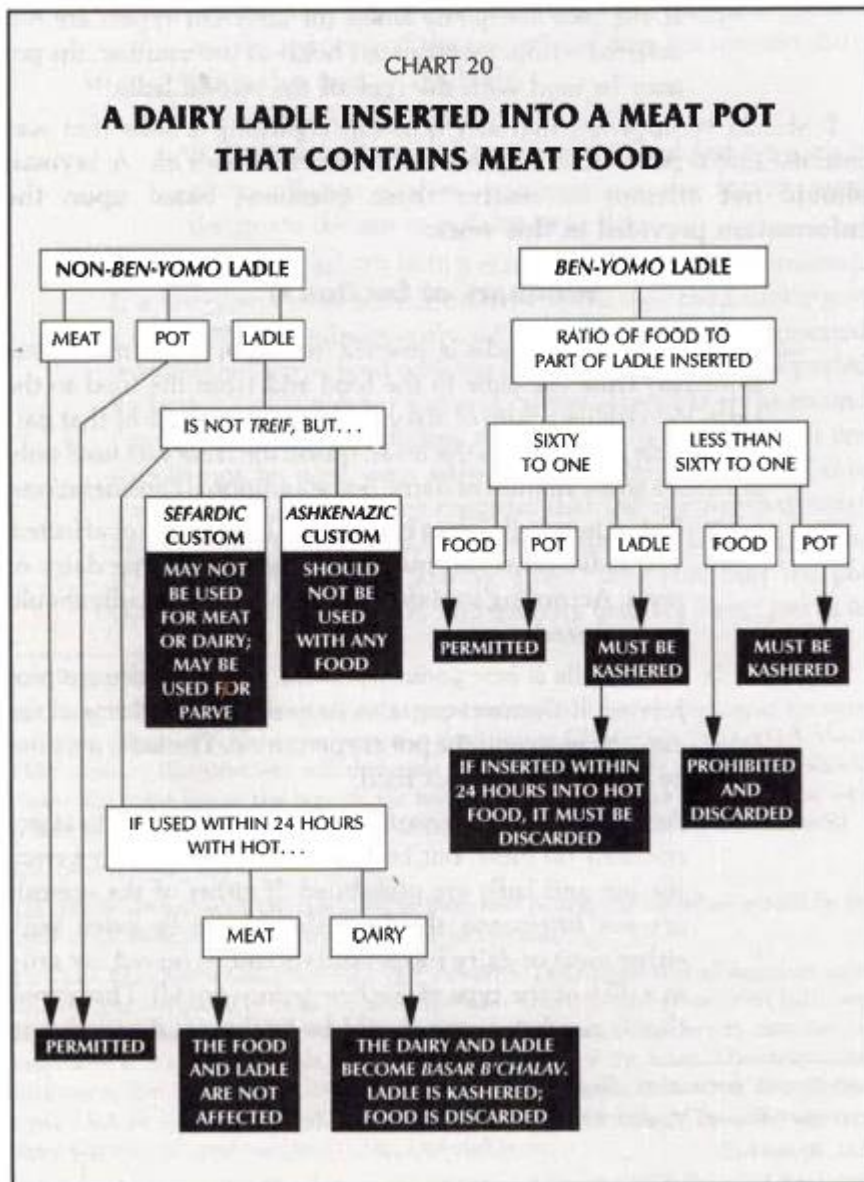 CHART 20
A DAIRY LADLE INSERTED INTO A MEAT POT
THAT CONTAINS MEAT FOOD
NON-BEN-YOMO LADLE
MEAT
POT
LADLE
IS NOT TREIF, BUT...
SEFARDIC
CUSTOM
MAY NOT
BE USED
FOR MEAT
OR DAIRY;
MAY BE
USED FOR
PARVE
ASHKENAZIC
CUSTOM
SHOULD
NOT BE
USED
WITH ANY
FOOD
IF USED WITHIN 24 HOURS
WITH HOT...
MEAT
DAIRY
PERMITTED
THE FOOD
AND LADLE
ARE NOT
AFFECTED
THE DAIRY AND LADLE
BECOME BASAR B'CHALAV.
LADLE IS KASHERED;
FOOD IS DISCARDED
BEN-YOMO LADLE
RATIO OF FOOD TO
PART OF LADLE INSERTED
SIXTY
TO ONE
LESS THAN
SIXTY TO ONE
FOOD
POT
LADLE
FOOD
POT
PERMITTED
MUST BE
KASHERED
MUST BE
KASHERED
IF INSERTED WITHIN
24 HOURS INTO HOT
FOOD, IT MUST BE
DISCARDED
PROHIBITED
AND
DISCARDED